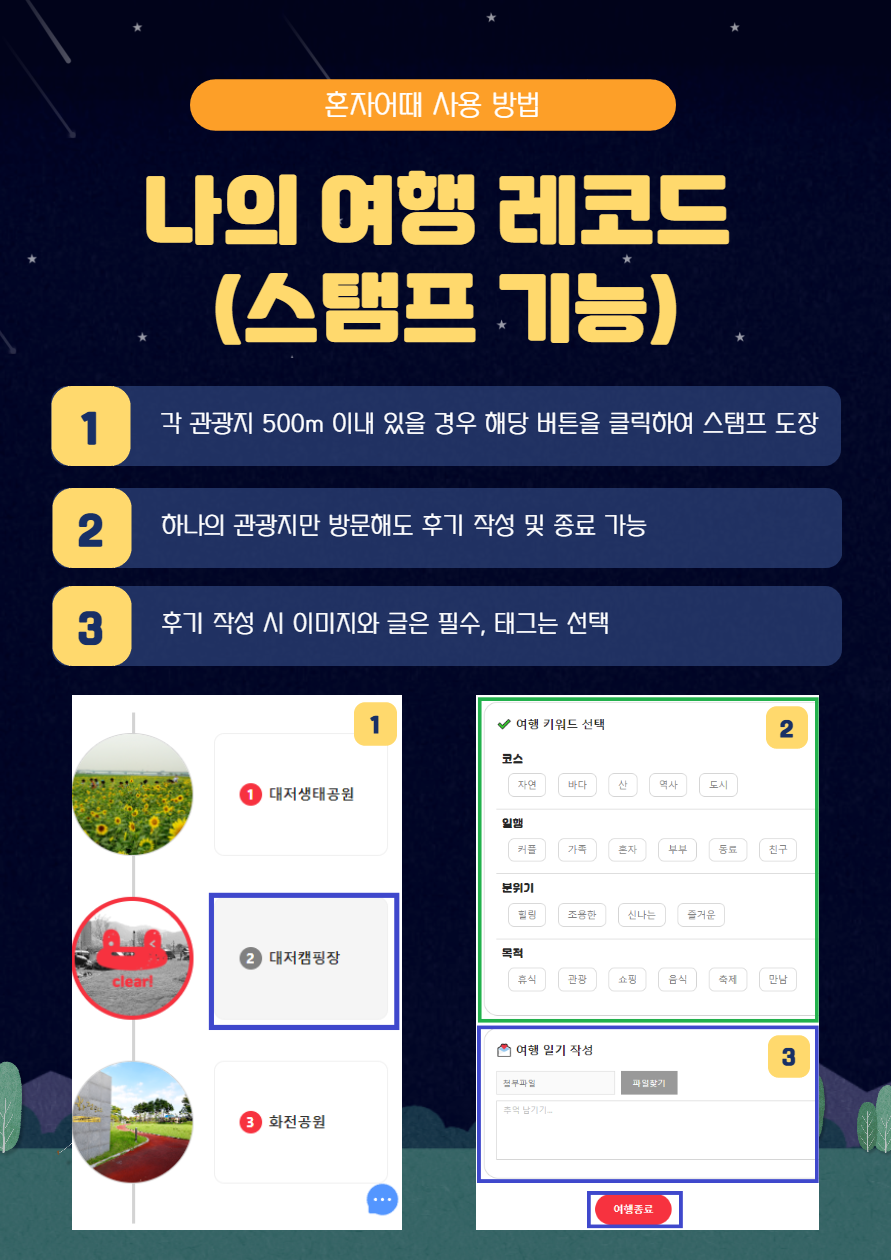 혼자어때 사용 방법
나의 여행 레코드
(스탬프 기능)
1 각 관광지 500m 이내 있을 경우 해당 버튼을 클릭하여 스탬프 도장
2 하나의 관광지만 방문해도 후기 작성 및 종료 가능
3 후기 작성 시 이미지와 글은 필수, 태그는 선택
1
1 대저생태공원
clear!
2 대저캠핑장
3 화전공원
2
여행 키워드 선택
코스
자연 바다 산 역사 도시
일행
커플 가족 혼자 부부 동료 친구
분위기
힐링 조용한 신나는 즐거운
목적
휴식 관광 쇼핑 음식 축제 만남
3
여행 일기 작성
첨부파일 파일찾기
추억 남기기...
여행종료